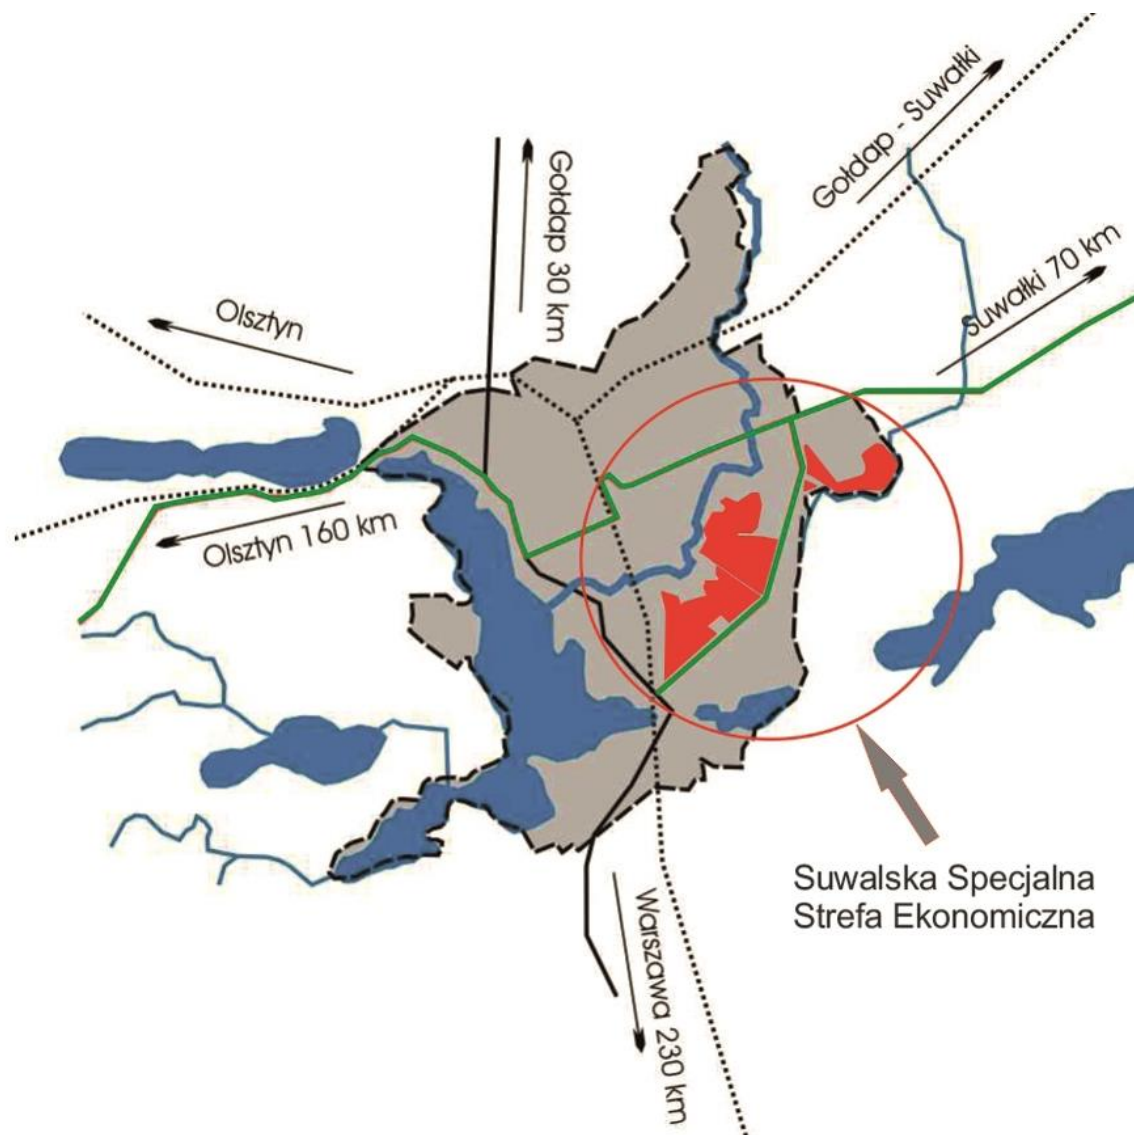 Gołdap - Suwałki
Gołdap 30 km
Suwałki 70 km
Olsztyn
Olsztyn 160 km
Suwalska Specjalna
Strefa Ekonomiczna
Warszawa 230 km